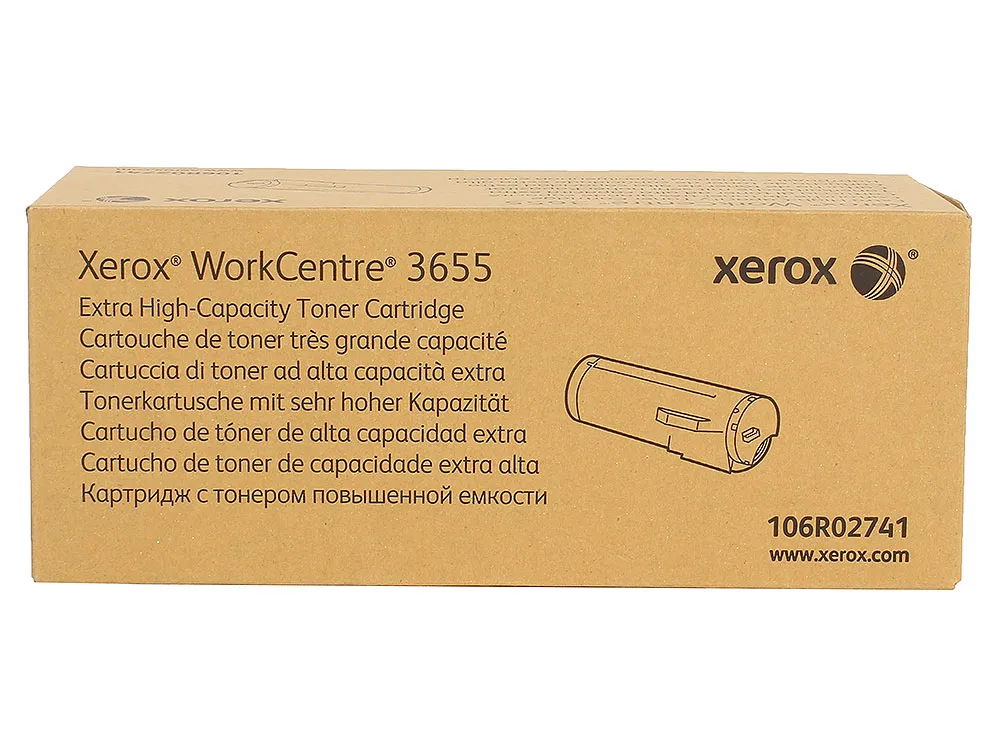 Xerox® WorkCentre® 3655
xerox ®
Extra High-Capacity Toner Cartridge
Cartouche de toner très grande capacité
Cartuccia di toner ad alta capacità extra
Tonerkartusche mit sehr hoher Kapazität
Cartucho de tóner de alta capacidad extra
Cartucho de toner de capacidade extra alta
Картридж с тонером повышенной емкости
106R02741
www.xerox.com
xerox